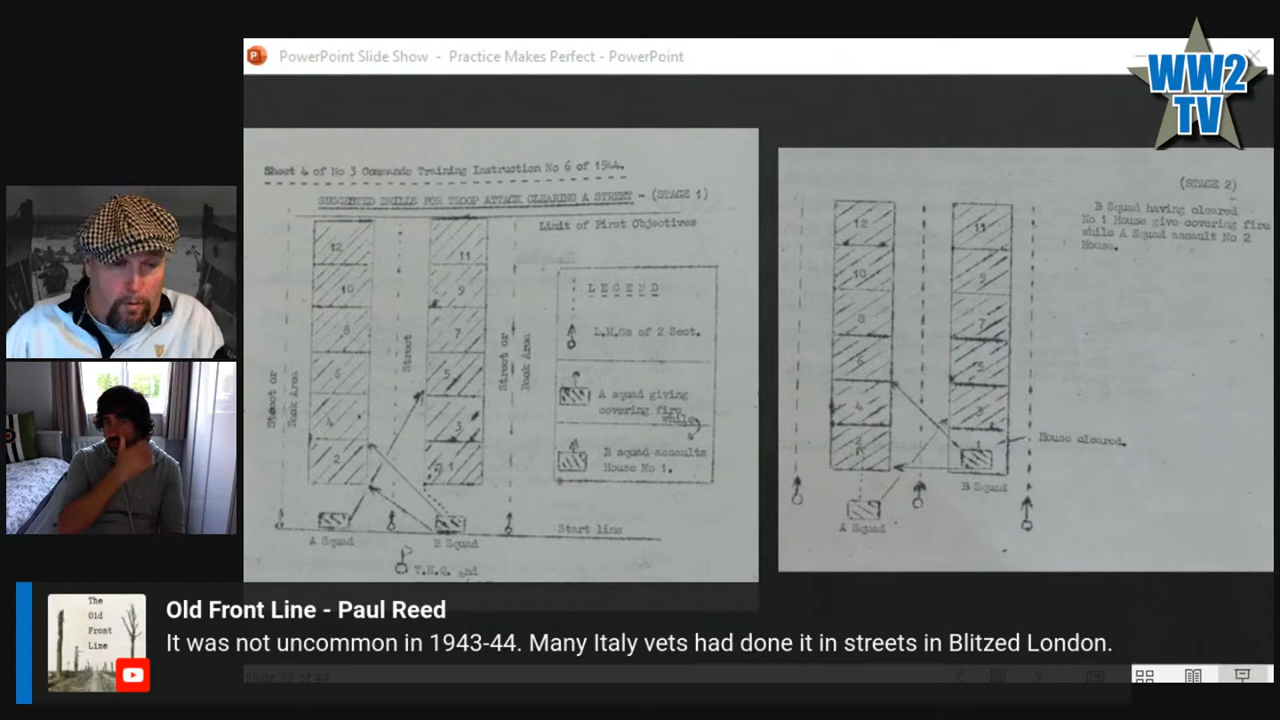 PowerPoint Slide Show - Practice Makes Perfect - PowerPoint
WW2
TV
Sheet 4 of No 3 Commando Training Instruction No 6 of 1944.
SUGGESTED DRILLS FOR TROOP ATTACK CLEARING A STREET - (STAGE 1)
Limit of First Objectives
12
11
10
9
8
7
6
5
4
3
2
1
Street or
Back Area
Street
Street or
Back Area
LEGEND
L.M.Gs of 2 Sect.
A squad giving
covering fire
while
B squad assaults
House No 1.
Start line
A Squad
B Squad
T.H.Q. and
(STAGE 2)
B Squad having cleared
No 1 House give covering fire
while A Squad assault No 2
House.
12
11
10
9
8
7
6
5
4
3
2
1
House cleared.
B Squad
A Squad
The
Old
Front
Line
Old Front Line - Paul Reed
It was not uncommon in 1943-44. Many Italy vets had done it in streets in Blitzed London.
Slide 38 of 44